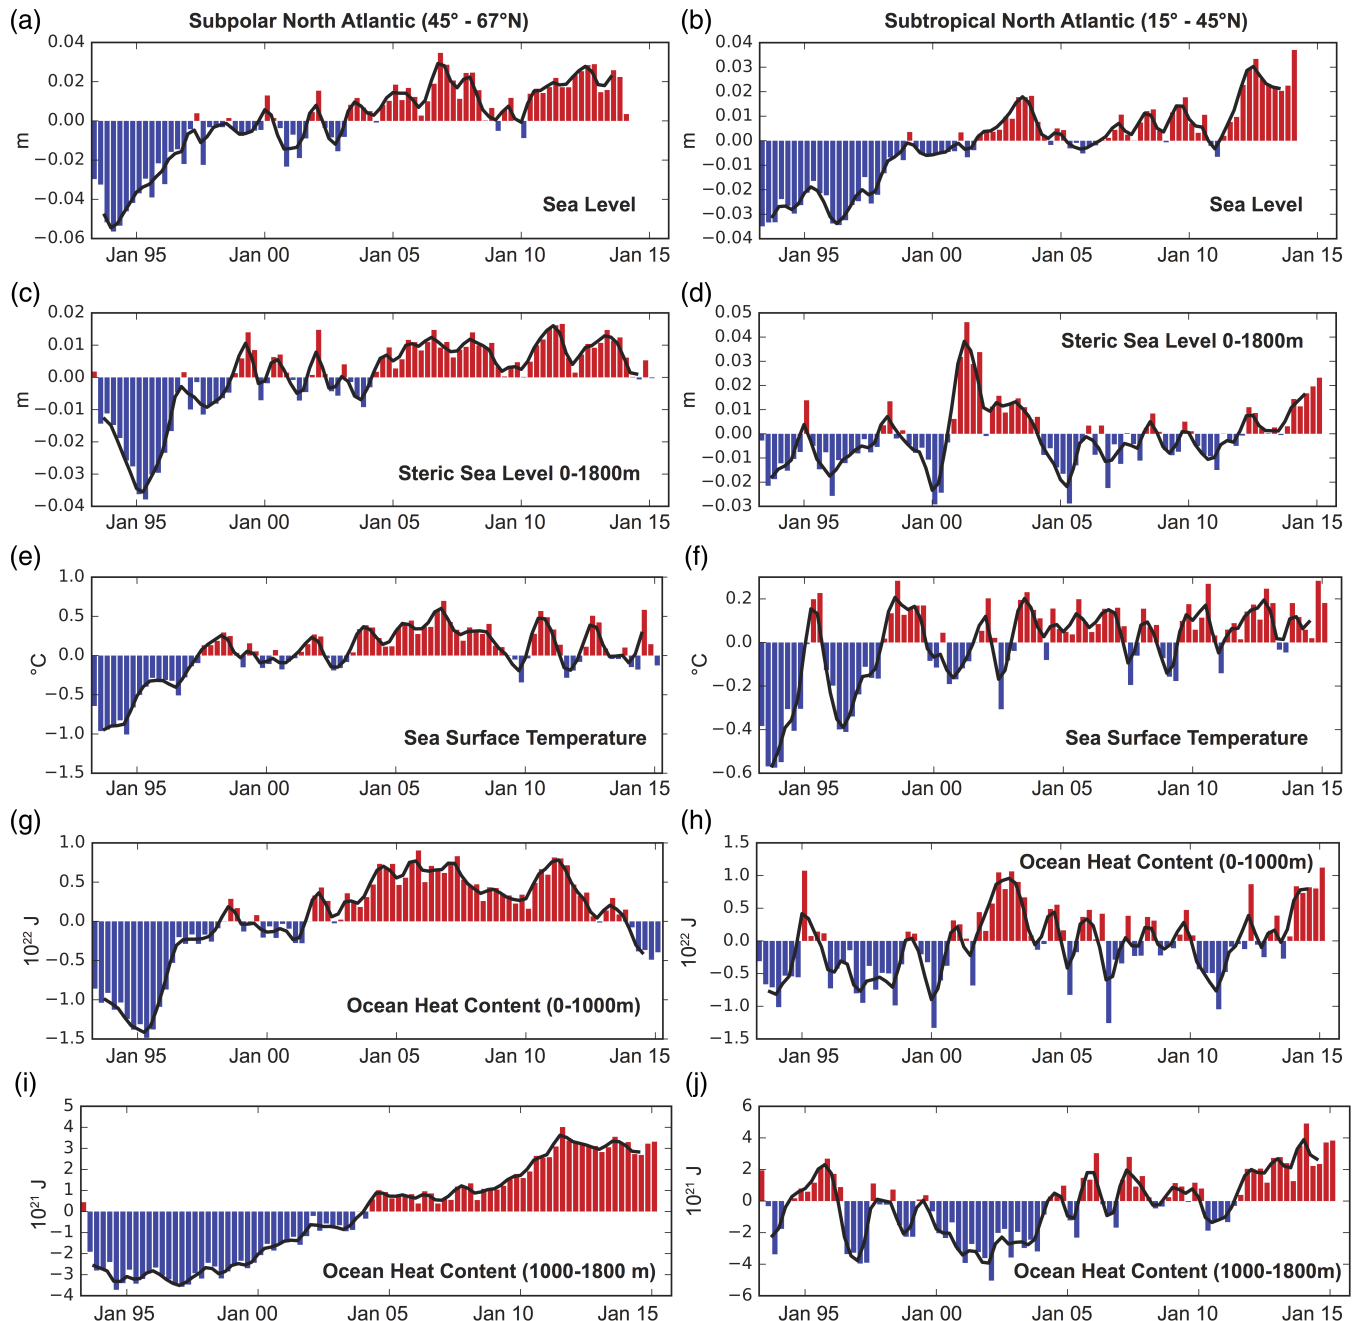 (a) Subpolar North Atlantic (45° - 67°N)
(b) Subtropical North Atlantic (15° - 45°N)
0.04
0.02
0.00
−0.02
−0.04
−0.06
m
Sea Level
Jan 95 Jan 00 Jan 05 Jan 10 Jan 15
0.04
0.03
0.02
0.01
0.00
−0.01
−0.02
−0.03
−0.04
m
Sea Level
Jan 95 Jan 00 Jan 05 Jan 10 Jan 15
(c)
0.02
0.01
0.00
−0.01
−0.02
−0.03
−0.04
m
Steric Sea Level 0-1800m
Jan 95 Jan 00 Jan 05 Jan 10 Jan 15
(d)
0.05
0.04
0.03
0.02
0.01
0.00
−0.01
−0.02
−0.03
m
Steric Sea Level 0-1800m
Jan 95 Jan 00 Jan 05 Jan 10 Jan 15
(e)
1.0
0.5
0.0
−0.5
−1.0
−1.5
°C
Sea Surface Temperature
Jan 95 Jan 00 Jan 05 Jan 10 Jan 15
(f)
0.2
0.0
−0.2
−0.4
−0.6
°C
Sea Surface Temperature
Jan 95 Jan 00 Jan 05 Jan 10 Jan 15
(g)
1.0
0.5
0.0
−0.5
−1.0
−1.5
10²² J
Ocean Heat Content (0-1000m)
Jan 95 Jan 00 Jan 05 Jan 10 Jan 15
(h)
1.5
1.0
0.5
0.0
−0.5
−1.0
−1.5
10²² J
Ocean Heat Content (0-1000m)
Jan 95 Jan 00 Jan 05 Jan 10 Jan 15
(i)
5
4
3
2
1
0
−1
−2
−3
−4
10²¹ J
Ocean Heat Content (1000-1800 m)
Jan 95 Jan 00 Jan 05 Jan 10 Jan 15
(j)
6
4
2
0
−2
−4
−6
10²¹ J
Ocean Heat Content (1000-1800m)
Jan 95 Jan 00 Jan 05 Jan 10 Jan 15